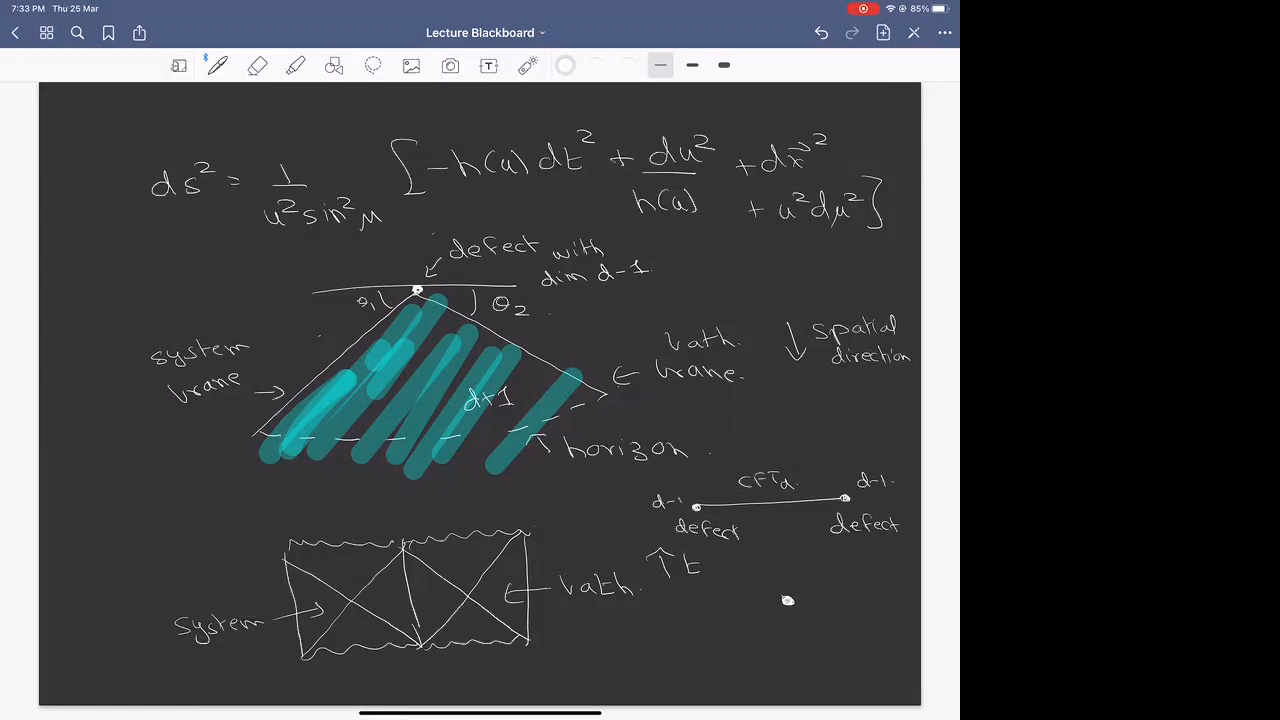 7:33 PM Thu 25 Mar
85%
Lecture Blackboard
T
ds² = 1 / u² sin² μ [ -h(u) dt² + du² / h(u) + dx⃗² + u² dμ² ]
defect with
dim d-1.
θ₁
θ₂
system
brane
bath
brane.
spatial
direction
d+1
horizon.
CFT_d
d-1
d-1.
defect
defect
t
bath.
system